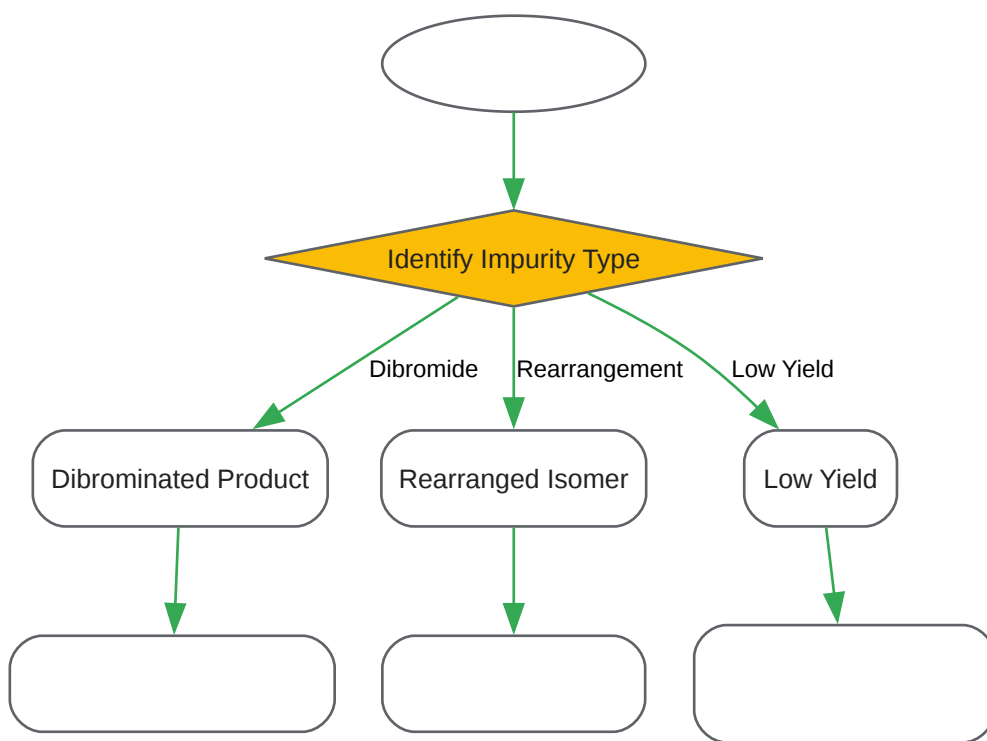 Identify Impurity Type
Dibromide
Rearrangement
Low Yield
Dibrominated Product
Rearranged Isomer
Low Yield